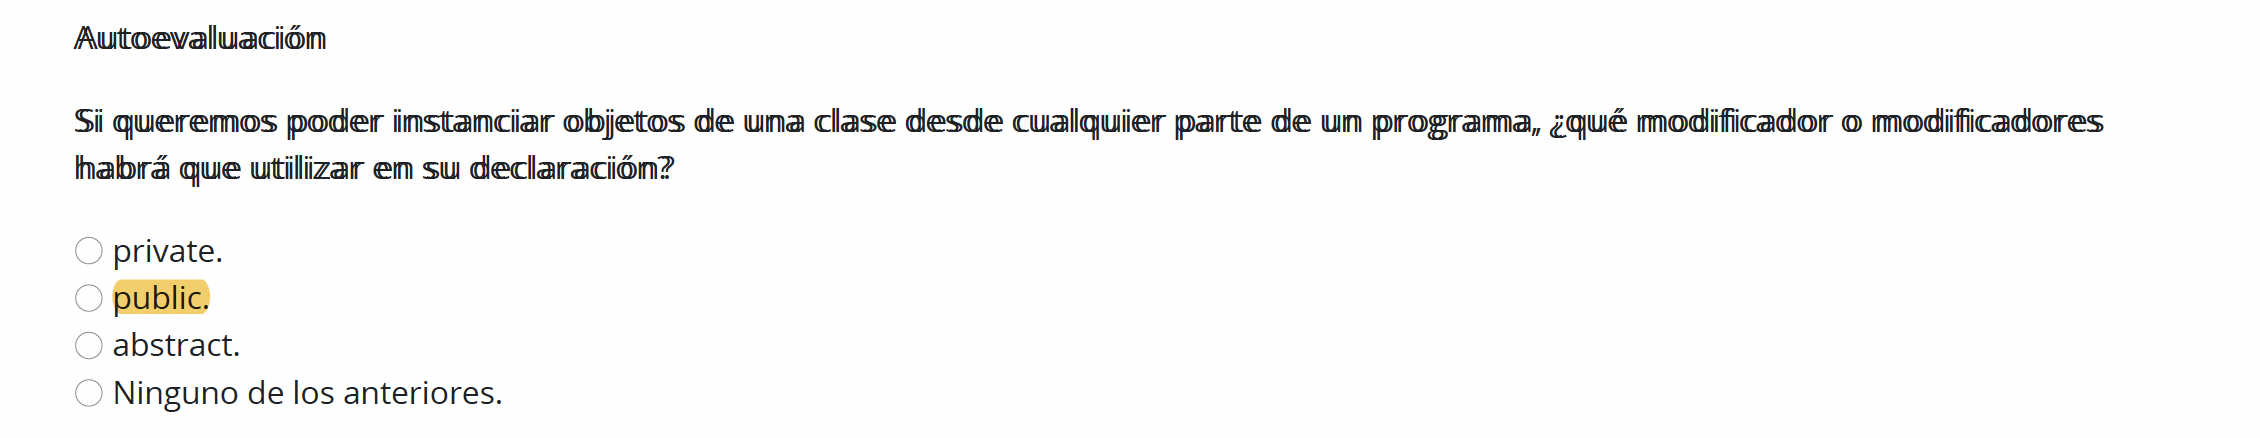 Autoevaluación
Si queremos poder instanciar objetos de una clase desde cualquier parte de un programa, ¿qué modificador o modificadores
habrá que utilizar en su declaración?
private.
public.
abstract.
Ninguno de los anteriores.